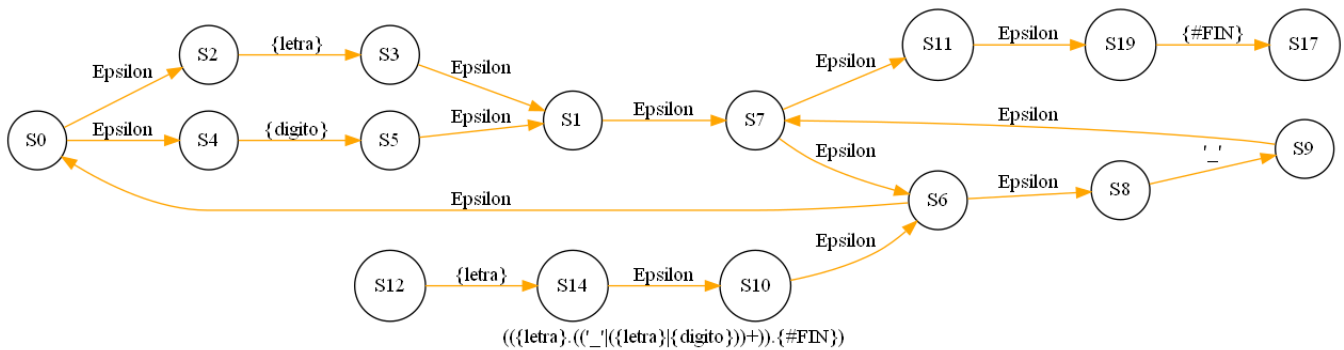 S0
Epsilon
S2
{letra}
S3
Epsilon
Epsilon
S4
{digito}
S5
Epsilon
S1
Epsilon
S7
Epsilon
S11
Epsilon
S19
{#FIN}
S17
Epsilon
S9
Epsilon
S6
Epsilon
S8
'_'
Epsilon
S12
{letra}
S14
Epsilon
S10
Epsilon
(({letra}.(('_'|({letra}|{digito}))+)).{#FIN})